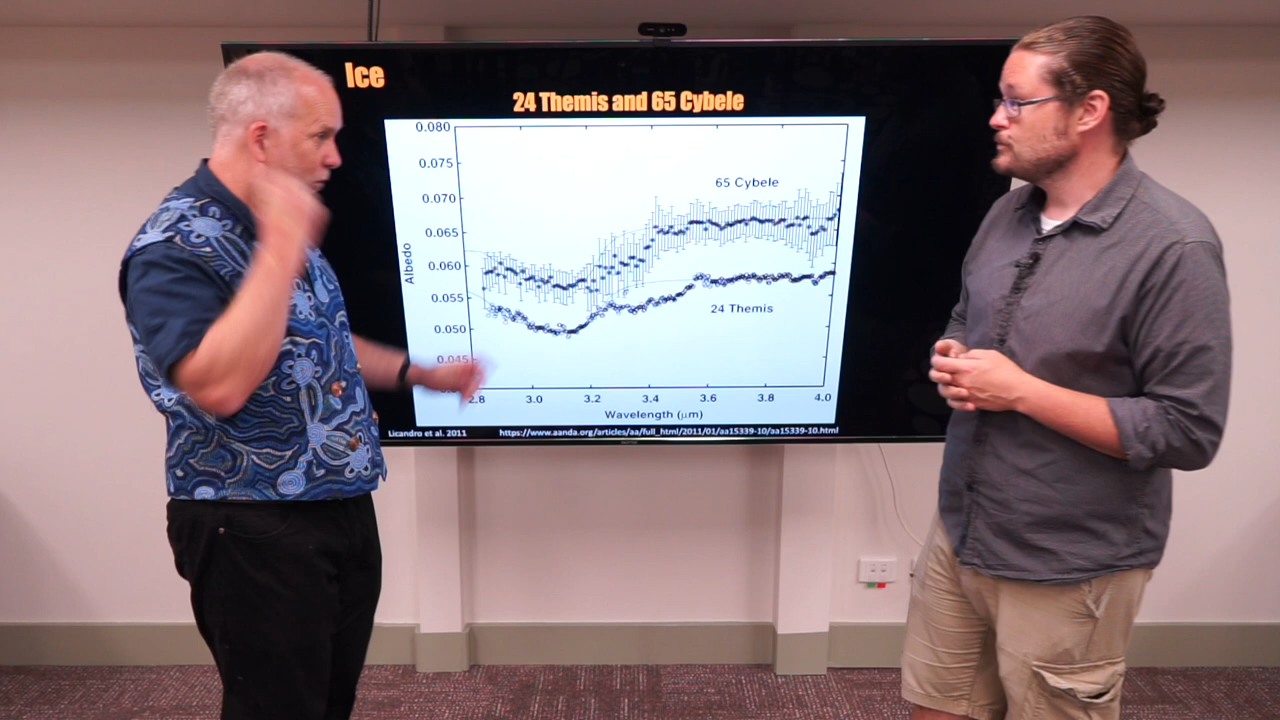 Ice
24 Themis and 65 Cybele
0.080
0.075
0.070
0.065
0.060
0.055
0.050
0.045
Albedo
65 Cybele
24 Themis
2.8 3.0 3.2 3.4 3.6 3.8 4.0
Wavelength (μm)
Licandro et al. 2011 https://www.aanda.org/articles/aa/full_html/2011/01/aa15339-10/aa15339-10.html